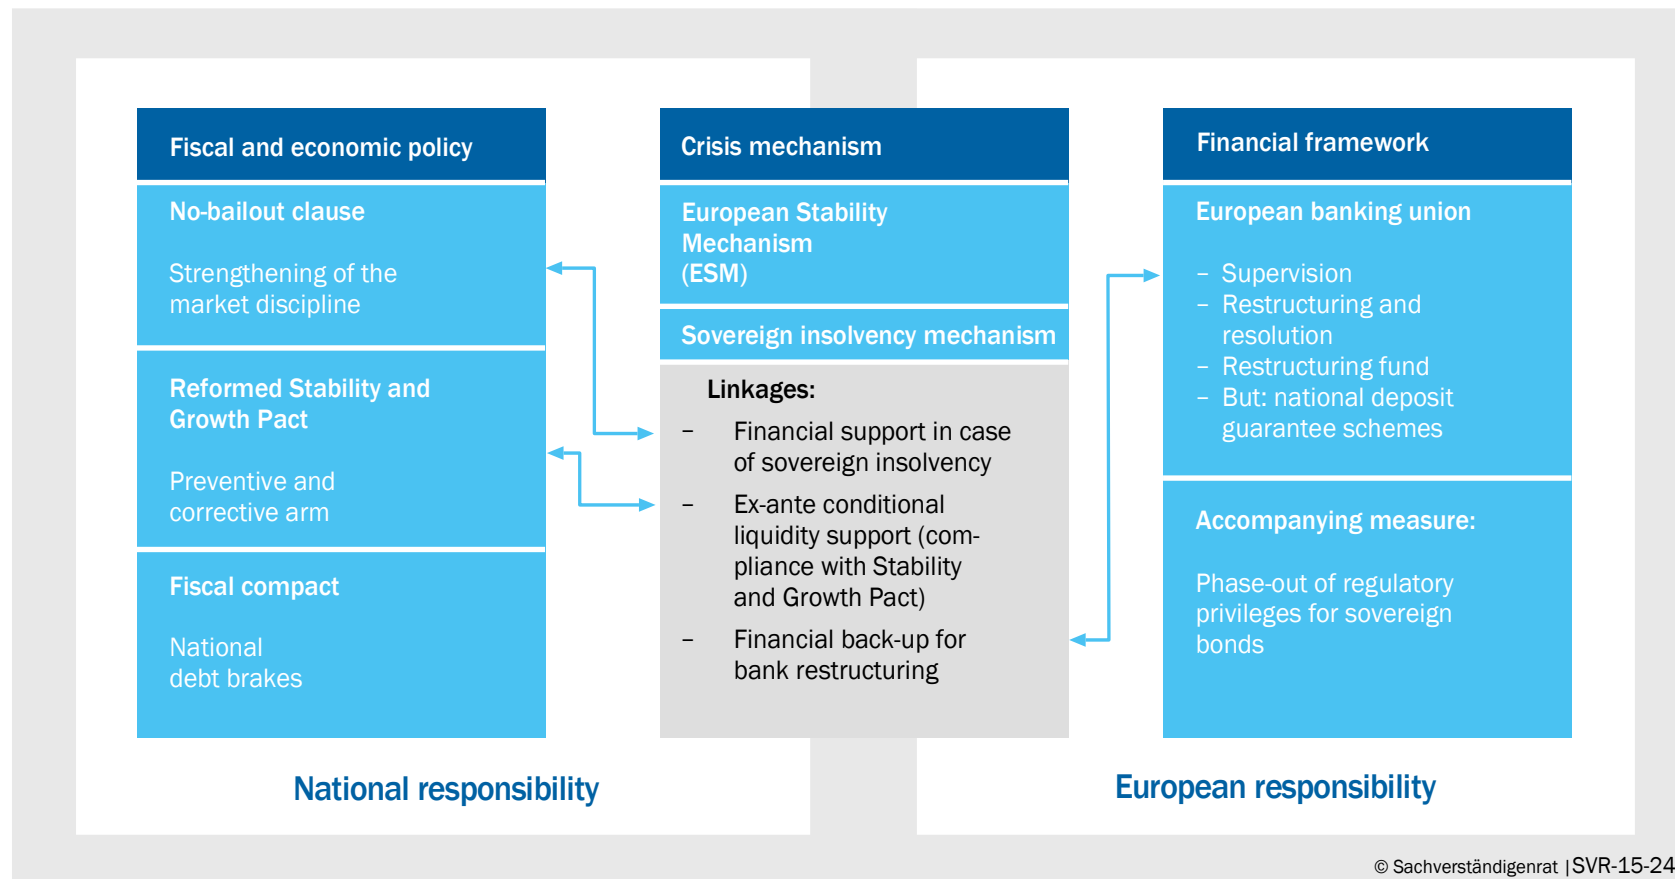 Fiscal and economic policy
No-bailout clause
Strengthening of the
market discipline
Reformed Stability and
Growth Pact
Preventive and
corrective arm
Fiscal compact
National
debt brakes
National responsibility
Crisis mechanism
European Stability
Mechanism
(ESM)
Sovereign insolvency mechanism
Linkages:
– Financial support in case
of sovereign insolvency
– Ex-ante conditional
liquidity support (com-
pliance with Stability
and Growth Pact)
– Financial back-up for
bank restructuring
Financial framework
European banking union
– Supervision
– Restructuring and
resolution
– Restructuring fund
– But: national deposit
guarantee schemes
Accompanying measure:
Phase-out of regulatory
privileges for sovereign
bonds
European responsibility
© Sachverständigenrat | SVR-15-24